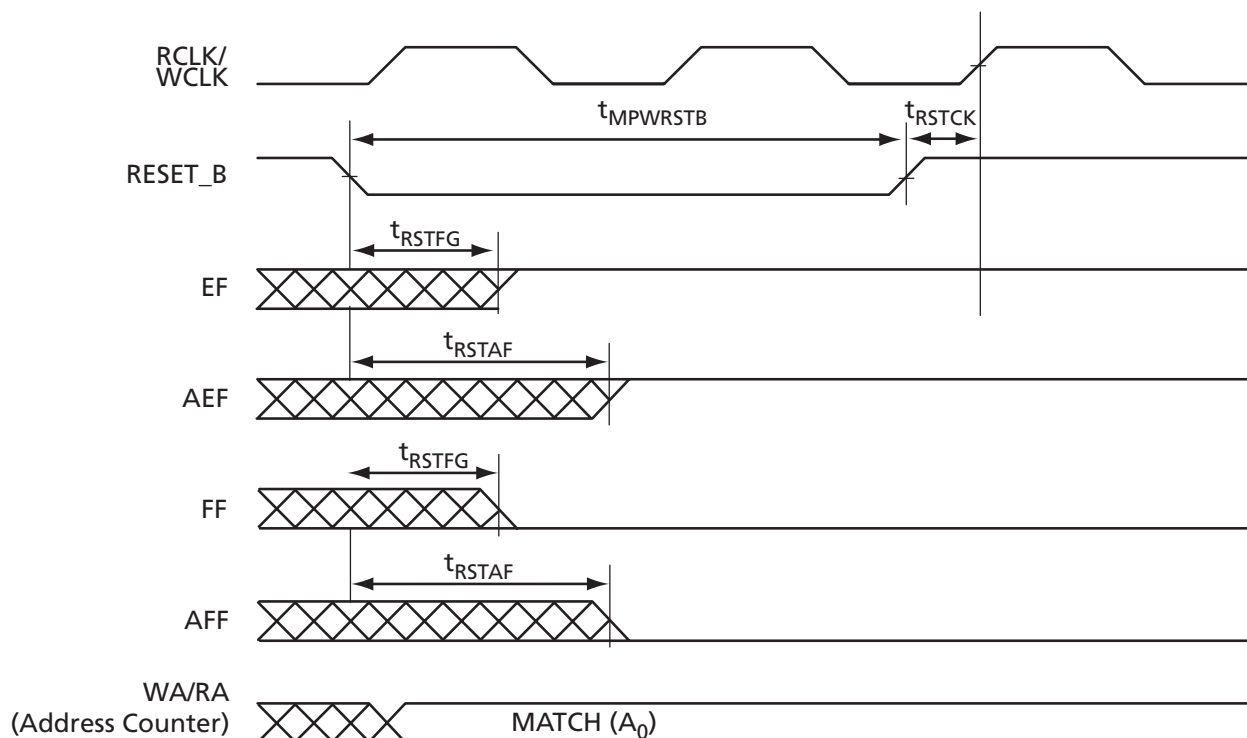 RCLK/
WCLK
tMPWRSTB
tRSTCK
RESET_B
tRSTFG
EF
tRSTAF
AEF
tRSTFG
FF
tRSTAF
AFF
WA/RA
(Address Counter)
MATCH (A0)